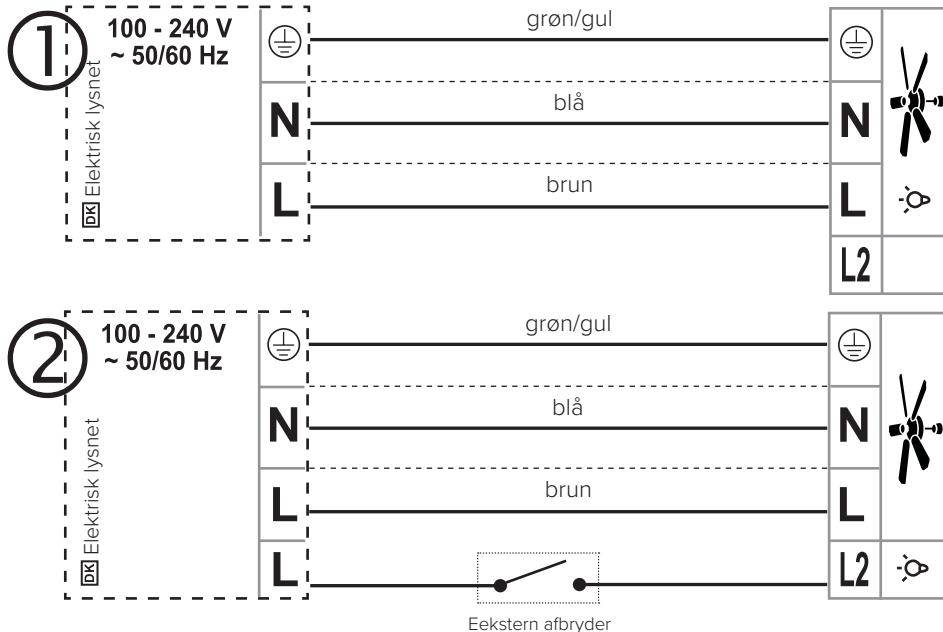 1
100 - 240 V
~ 50/60 Hz
DK Elektrisk lysnet
grøn/gul
N
blå
N
L
brun
L
L2
2
100 - 240 V
~ 50/60 Hz
DK Elektrisk lysnet
grøn/gul
N
blå
N
L
brun
L
L
L2
Eekstern afbryder